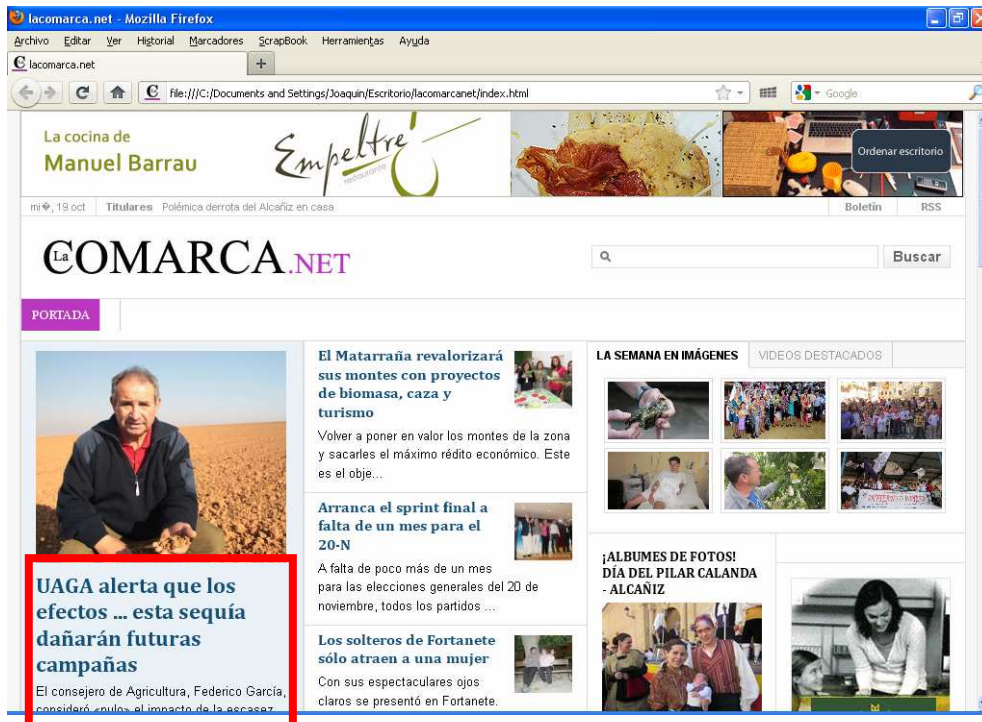 lacomarca.net - Mozilla Firefox
Archivo Editar Ver Historial Marcadores ScrapBook Herramientas Ayuda
lacomarca.net
file:///C:/Documents and Settings/Joaquin/Escritorio/lacomarcanet/index.html
Google
La cocina de
Manuel Barrau
Empeltre
restaurante
Ordenar escritorio
mi�, 19 oct Titulares Polémica derrota del Alcañiz en casa
Boletín RSS
La COMARCA.NET
Buscar
PORTADA
UAGA alerta que los
efectos ... esta sequía
dañarán futuras
campañas
El consejero de Agricultura, Federico García,
consideró «nulo» el impacto de la escasez
El Matarraña revalorizará
sus montes con proyectos
de biomasa, caza y
turismo
Volver a poner en valor los montes de la zona
y sacarles el máximo rédito económico. Este
es el obje...
Arranca el sprint final a
falta de un mes para el
20-N
A falta de poco más de un mes
para las elecciones generales del 20 de
noviembre, todos los partidos ...
Los solteros de Fortanete
sólo atraen a una mujer
Con sus espectaculares ojos
claros se presentó en Fortanete.
LA SEMANA EN IMÁGENES VIDEOS DESTACADOS
¡ALBUMES DE FOTOS!
DÍA DEL PILAR CALANDA
- ALCAÑIZ